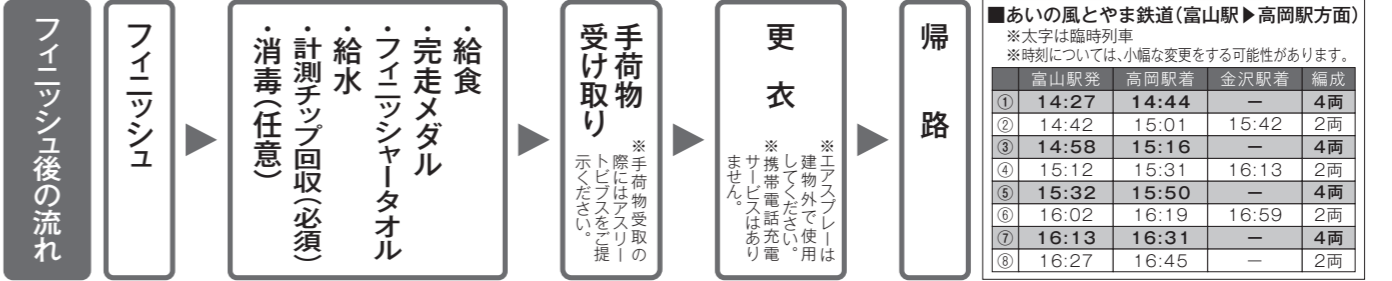 フィニッシュ後の流れ
フィニッシュ
▶
・消毒（任意）
・計測チップ回収（必須）
・給水
・フィニッシャータオル
・完走メダル
・給食
▶
手荷物
受け取り
※手荷物受取の
際にはアスリー
トビブスをご提
示ください。
▶
更衣
※エアスプレーは
建物外で使用
してください。
※携帯電話充電
サービスはあり
ません。
▶
帰路
■あいの風とやま鉄道（富山駅▶高岡駅方面）
※太字は臨時列車
※時刻については、小幅な変更をする可能性があります。
富山駅発 高岡駅着 金沢駅着 編成
① 14:27 14:44 － 4両
② 14:42 15:01 15:42 2両
③ 14:58 15:16 － 4両
④ 15:12 15:31 16:13 2両
⑤ 15:32 15:50 － 4両
⑥ 16:02 16:19 16:59 2両
⑦ 16:13 16:31 － 4両
⑧ 16:27 16:45 － 2両